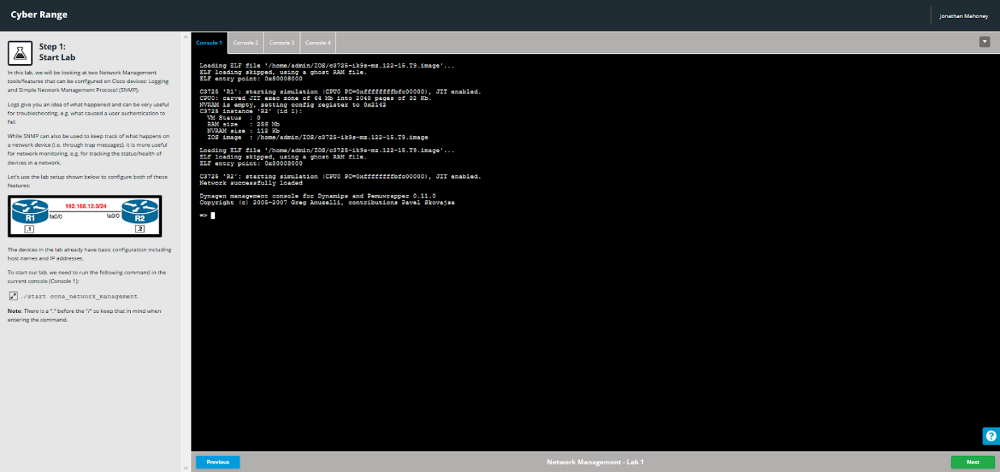 Cyber Range
Jonathan Mahoney
Step 1:
Start Lab
In this lab, we will be looking at two Network Management
tools/features that can be configured on Cisco devices: Logging
and Simple Network Management Protocol (SNMP).
Logs give you an idea of what happened and can be very useful
for troubleshooting, e.g. what caused a user authentication to
fail.
While SNMP can also be used to keep track of what happens on
a network device (i.e. through trap messages), it is more useful
for network monitoring, e.g. for tracking the status/health of
devices in a network.
Let's use the lab setup shown below to configure both of these
features:
192.168.12.0/24
R1
fa0/0
fa0/0
R2
.1
.2
The devices in the lab already have basic configuration including
host names and IP addresses.
To start our lab, we need to run the following command in the
current console (Console 1):
./start ccna_network_management
Note: There is a "." before the "/" so keep that in mind when
entering the command.
Console 1
Console 2
Console 3
Console 4
Loading ELF file '/home/admin/IOS/c3725-ik9s-mz.122-15.T9.image'...
ELF loading skipped, using a ghost RAM file.
ELF entry point: 0x80008000
C3725 'R1': starting simulation (CPU0 PC=0xffffffffbfc00000), JIT enabled.
CPU0: carved JIT exec zone of 64 Mb into 2048 pages of 32 Kb.
NVRAM is empty, setting config register to 0x2142
C3725 instance 'R2' (id 1):
VM Status : 0
RAM size : 256 Mb
NVRAM size : 112 Kb
IOS image : /home/admin/IOS/c3725-ik9s-mz.122-15.T9.image
Loading ELF file '/home/admin/IOS/c3725-ik9s-mz.122-15.T9.image'...
ELF loading skipped, using a ghost RAM file.
ELF entry point: 0x80008000
C3725 'R2': starting simulation (CPU0 PC=0xffffffffbfc00000), JIT enabled.
Network successfully loaded
Dynagen management console for Dynamips and Pemuwrapper 0.11.0
Copyright (c) 2005-2007 Greg Anuzelli, contributions Pavel Skovajsa
=>
?
Previous
Network Management - Lab 1
Next